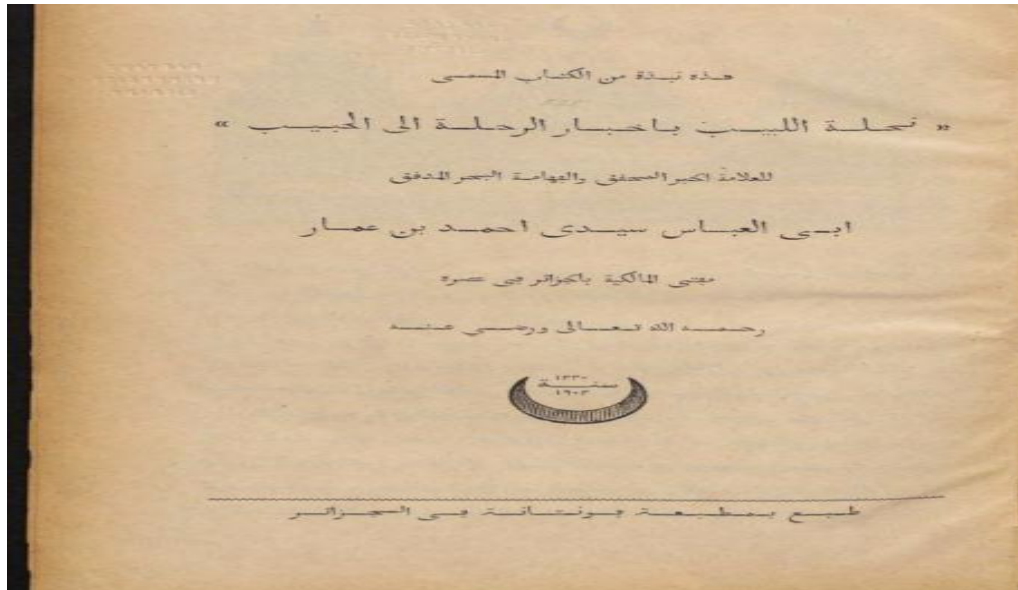 هذه نبذة من الكتاب المسمى
« نحلة اللبيب باخبار الرحلة الى الحبيب »
للعلامة الحبر المحقق والفهامة البحر المدقق
ابى العباس سيدى احمد بن عمار
مفتى المالكية بالجزائر فى عصره
رحمه الله تعالى ورضى عنه
سنة
١٩٠٢
طبع بمطبعة فونتانة فى الجزائر